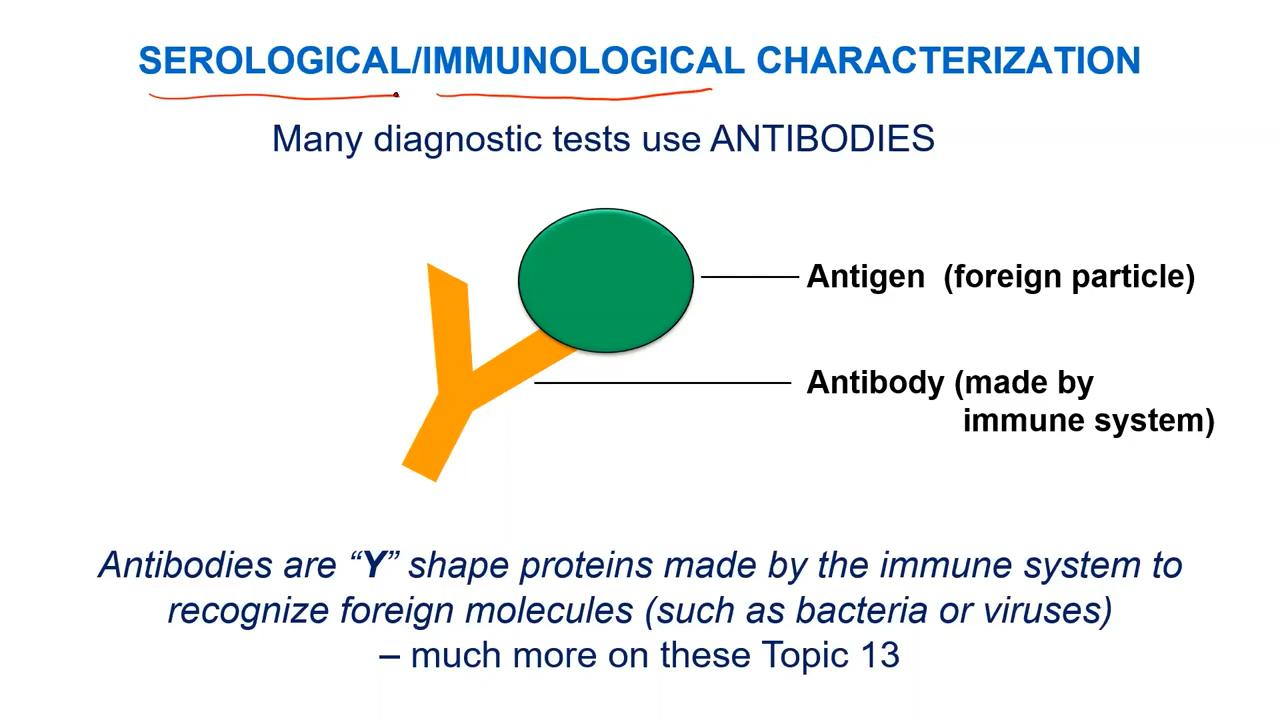 SEROLOGICAL/IMMUNOLOGICAL CHARACTERIZATION
Many diagnostic tests use ANTIBODIES
Antigen (foreign particle)
Antibody (made by
immune system)
Antibodies are “Y” shape proteins made by the immune system to
recognize foreign molecules (such as bacteria or viruses)
– much more on these Topic 13